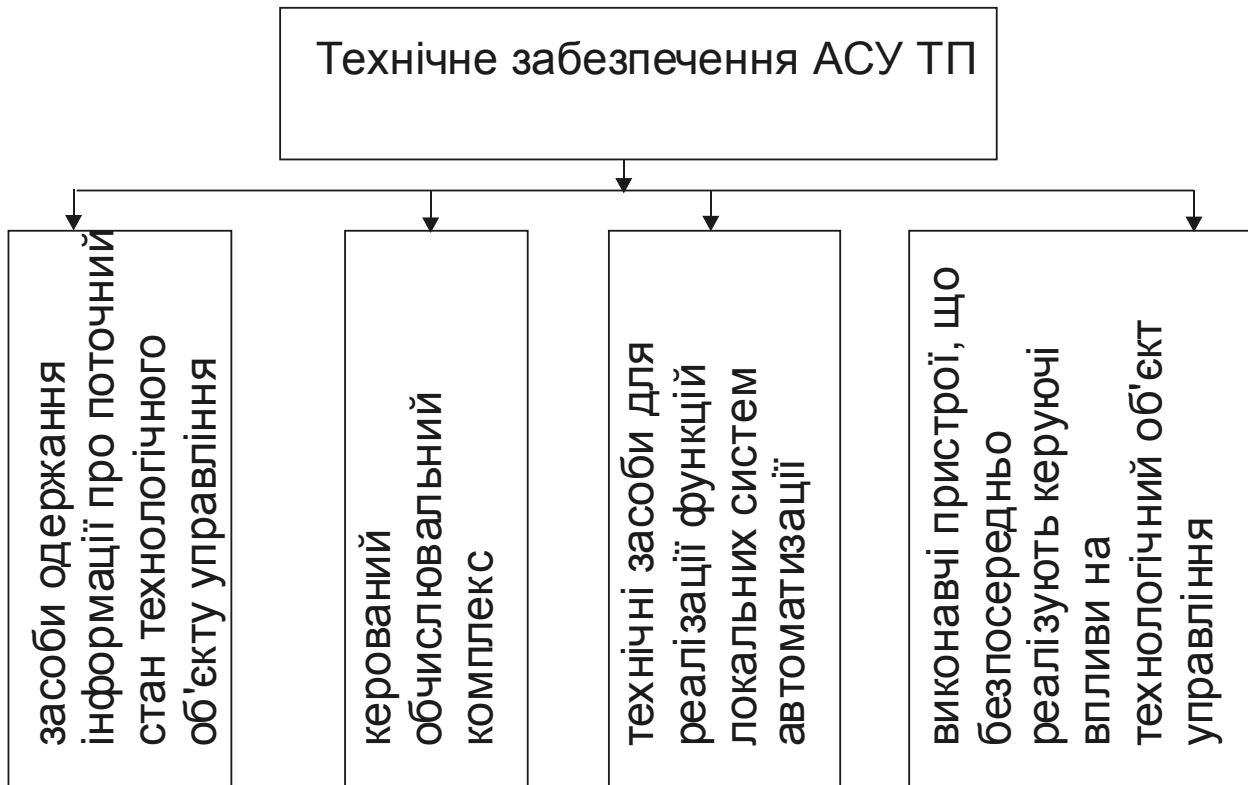 Технічне забезпечення АСУ ТП
засоби одержання
інформації про поточний
стан технологічного
об'єкту управління
керований
обчислювальний
комплекс
технічні засоби для
реалізації функцій
локальних систем
автоматизації
виконавчі пристрої, що
безпосередньо
реалізують керуючі
впливи на
технологічний об'єкт
управління